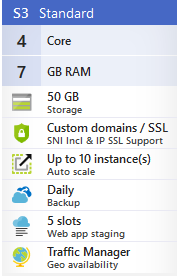 S3 Standard
4 Core
7 GB RAM
50 GB
Storage
Custom domains / SSL
SNI Incl & IP SSL Support
Up to 10 instance(s)
Auto scale
Daily
Backup
5 slots
Web app staging
Traffic Manager
Geo availability